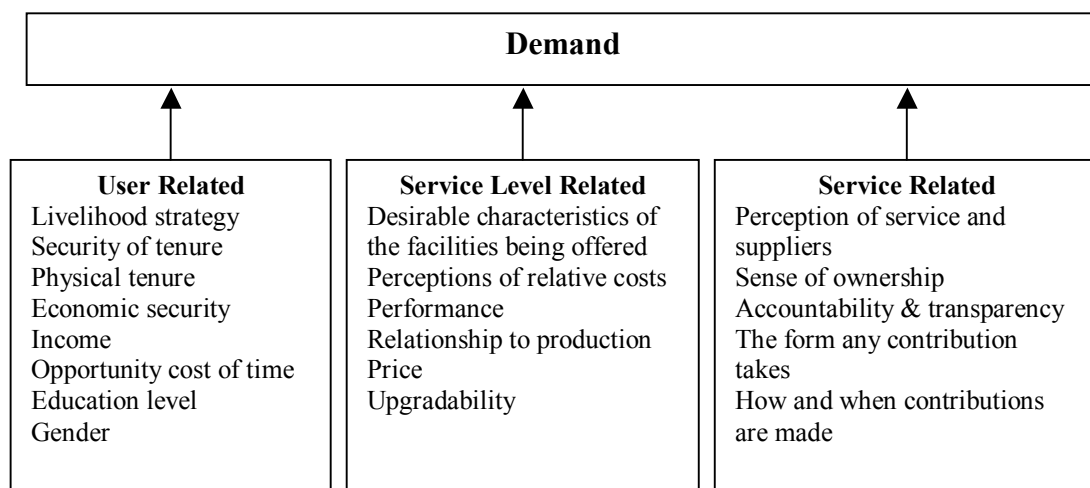 Demand
User Related
Livelihood strategy
Security of tenure
Physical tenure
Economic security
Income
Opportunity cost of time
Education level
Gender
Service Level Related
Desirable characteristics of
the facilities being offered
Perceptions of relative costs
Performance
Relationship to production
Price
Upgradability
Service Related
Perception of service and
suppliers
Sense of ownership
Accountability & transparency
The form any contribution
takes
How and when contributions
are made